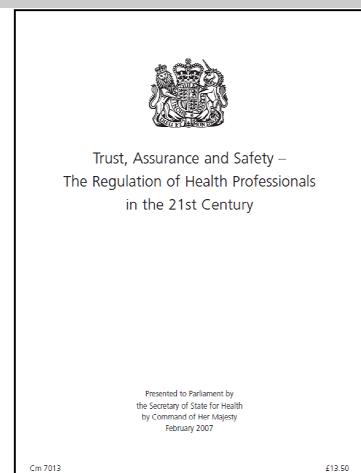 Trust, Assurance and Safety –
The Regulation of Health Professionals
in the 21st Century
Presented to Parliament by
the Secretary of State for Health
by Command of Her Majesty
February 2007
Cm 7013
£13.50